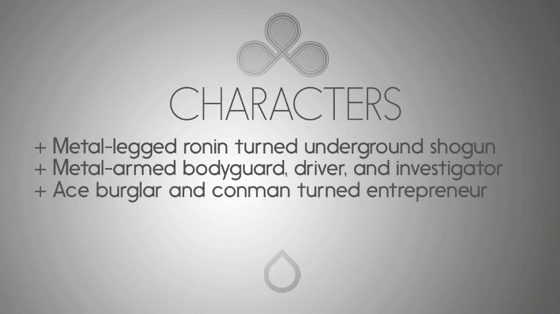 CHARACTERS
+ Metal-legged ronin turned underground shogun
+ Metal-armed bodyguard, driver, and investigator
+ Ace burglar and conman turned entrepreneur